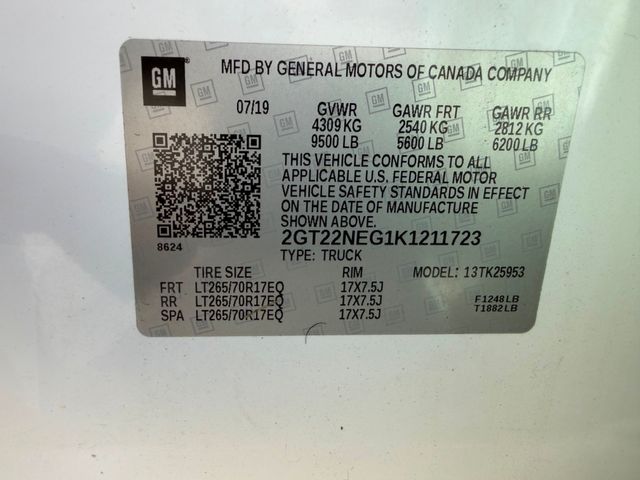 GM MFD BY GENERAL MOTORS OF CANADA COMPANY
07/19 GVWR GAWR FRT GAWR RR
4309 KG 2540 KG 2812 KG
9500 LB 5600 LB 6200 LB
THIS VEHICLE CONFORMS TO ALL
APPLICABLE U.S. FEDERAL MOTOR
VEHICLE SAFETY STANDARDS IN EFFECT
ON THE DATE OF MANUFACTURE
SHOWN ABOVE.
8624 2GT22NEG1K1211723
TYPE: TRUCK
TIRE SIZE RIM MODEL: 13TK25953
FRT LT265/70R17EQ 17X7.5J
RR LT265/70R17EQ 17X7.5J F1248LB
SPA LT265/70R17EQ 17X7.5J T1882LB